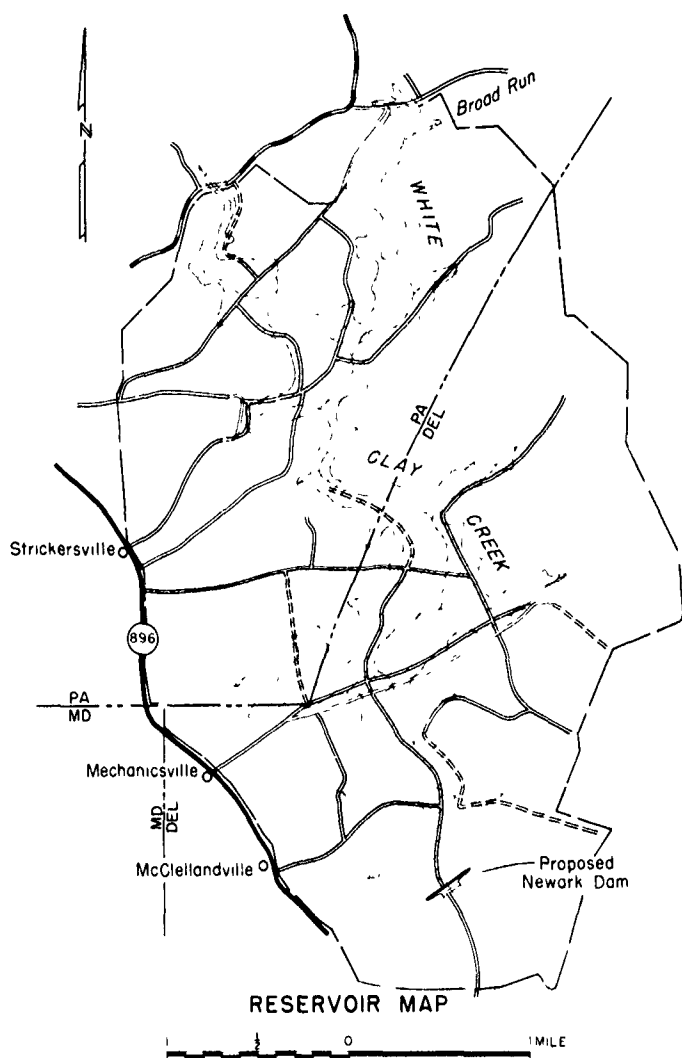 N
Broad Run
WHITE
PA
DEL
CLAY
CREEK
Strickersville
896
PA
MD
Mechanicsville
MD
DEL
McClellandville
Proposed
Newark Dam
RESERVOIR MAP
1 ½ 0 1 MILE